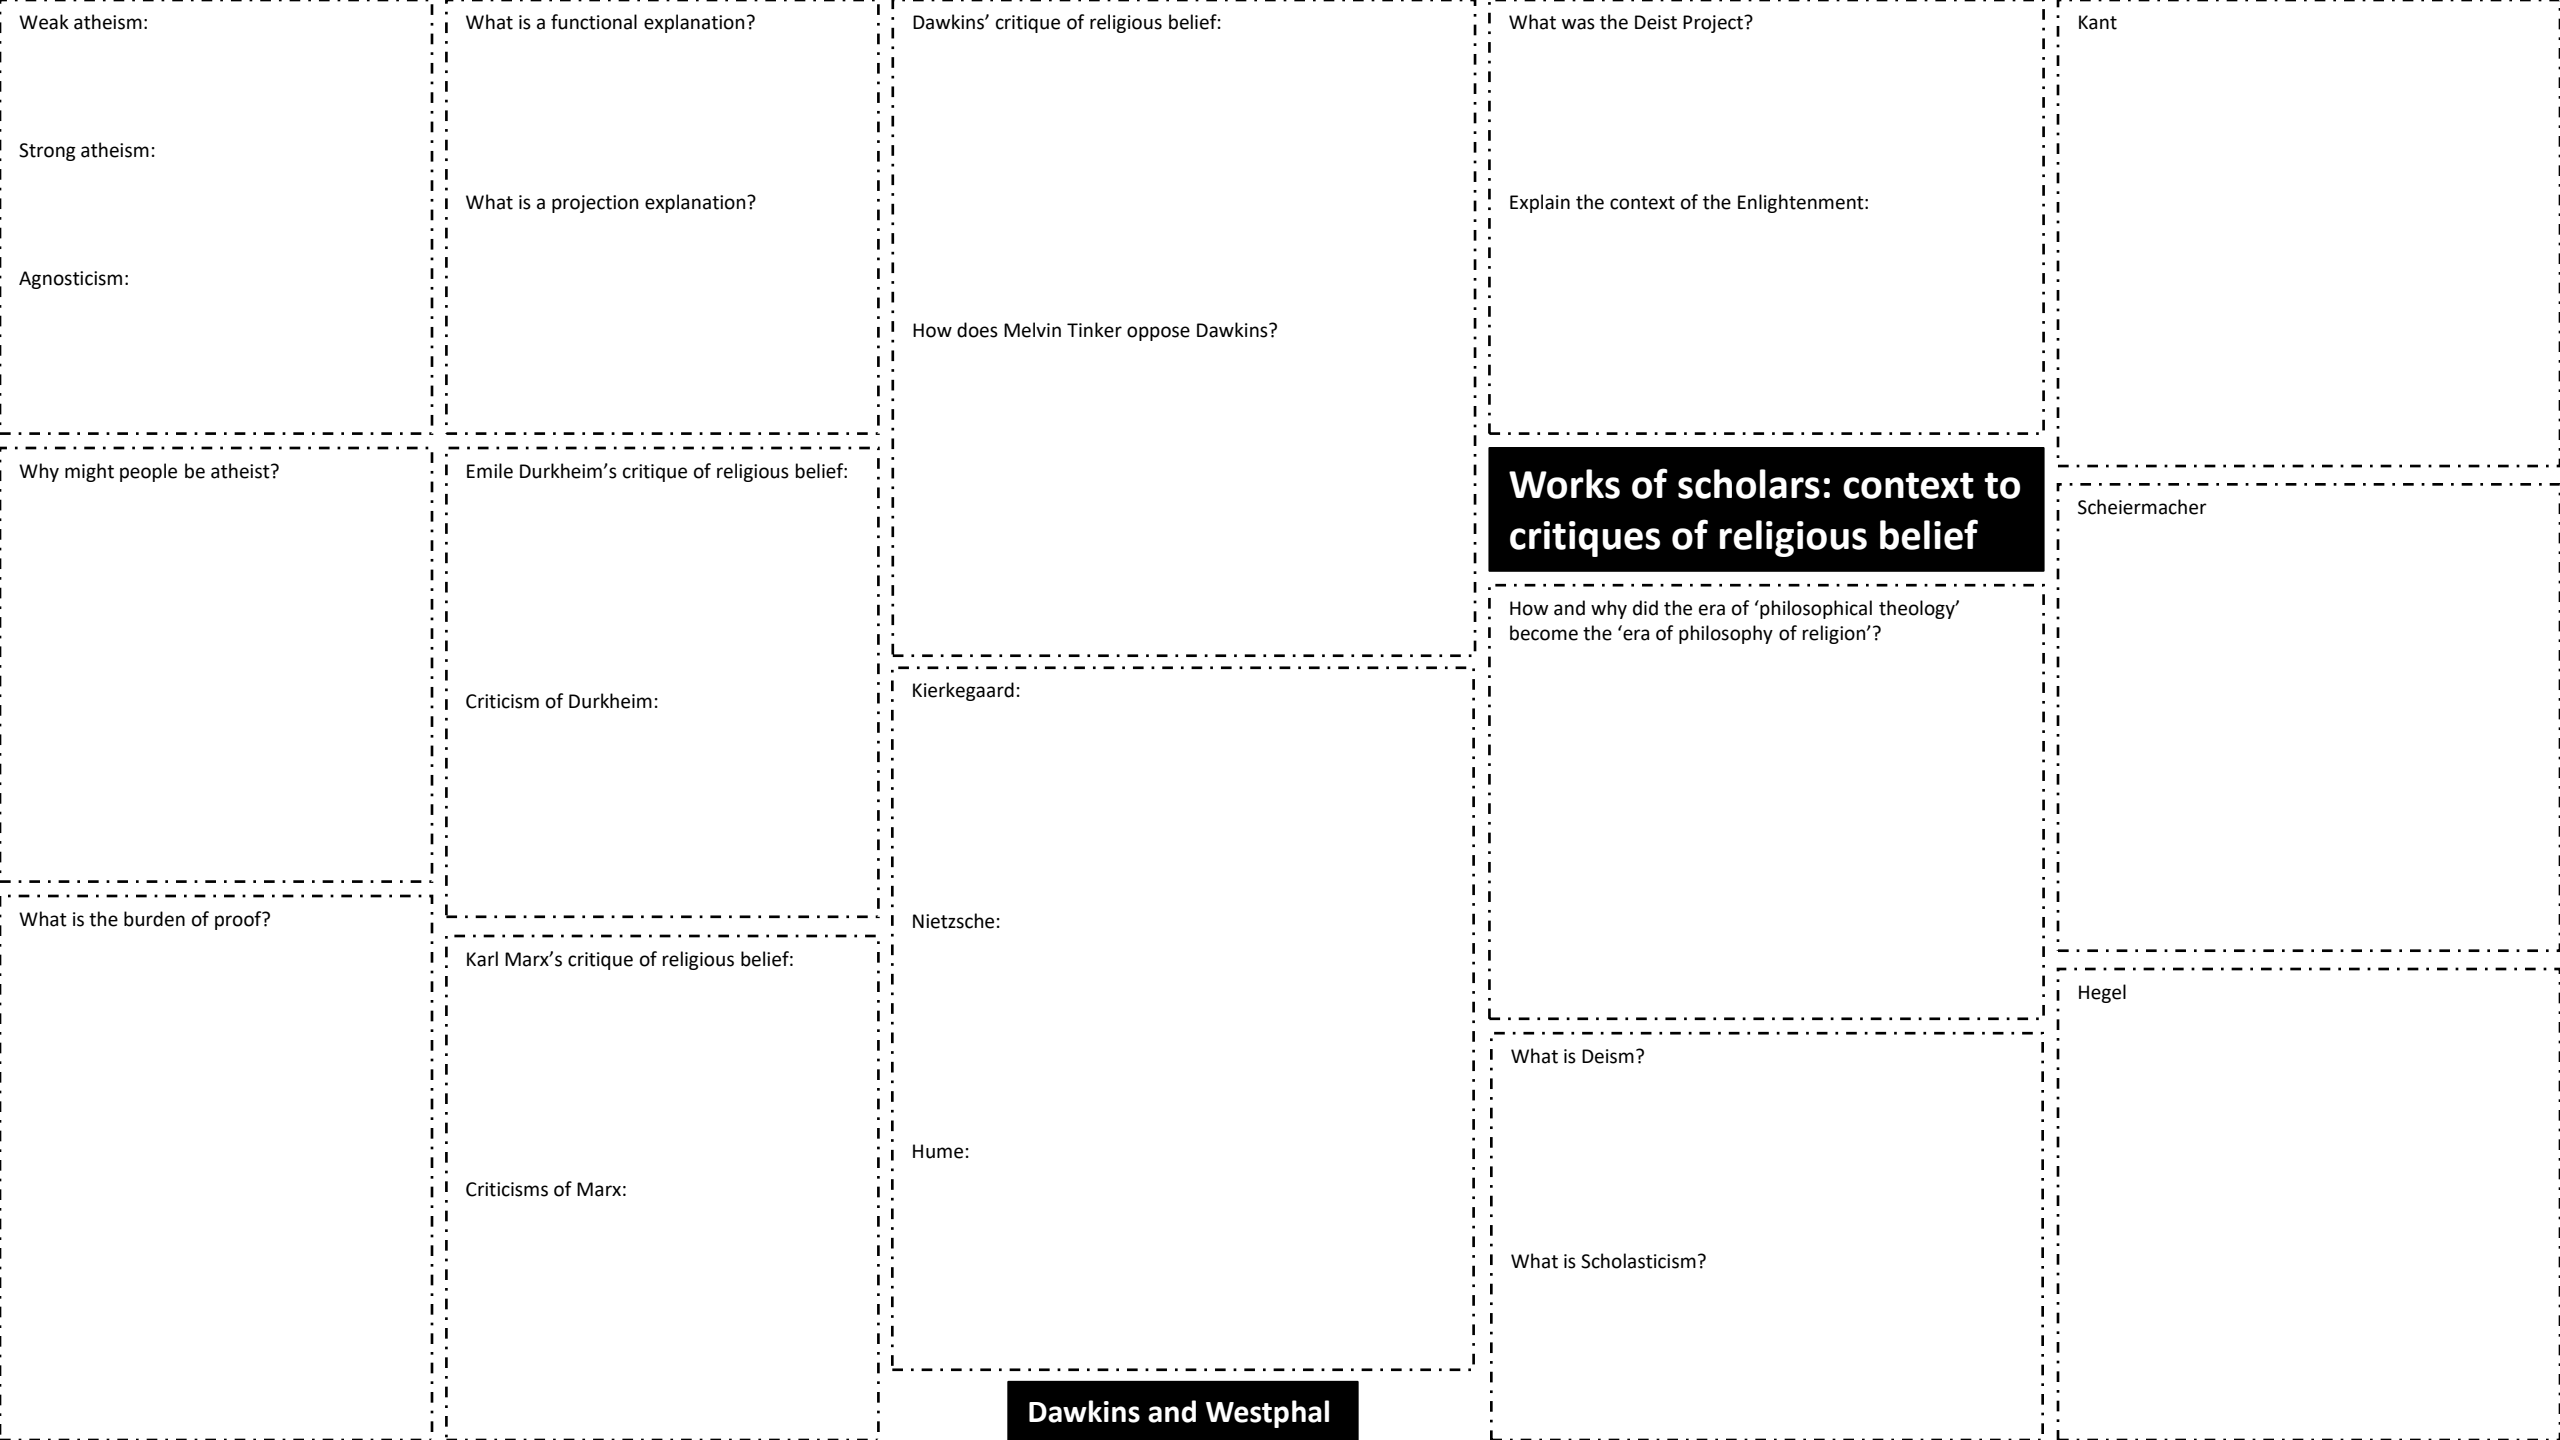 Weak atheism:
Strong atheism:
Agnosticism:
Why might people be atheist?
What is the burden of proof?
What is a functional explanation?
What is a projection explanation?
Emile Durkheim’s critique of religious belief:
Criticism of Durkheim:
Karl Marx’s critique of religious belief:
Criticisms of Marx:
Dawkins’ critique of religious belief:
How does Melvin Tinker oppose Dawkins?
Kierkegaard:
Nietzsche:
Hume:
Dawkins and Westphal
What was the Deist Project?
Explain the context of the Enlightenment:
Works of scholars: context to
critiques of religious belief
How and why did the era of ‘philosophical theology’
become the ‘era of philosophy of religion’?
What is Deism?
What is Scholasticism?
Kant
Scheiermacher
Hegel